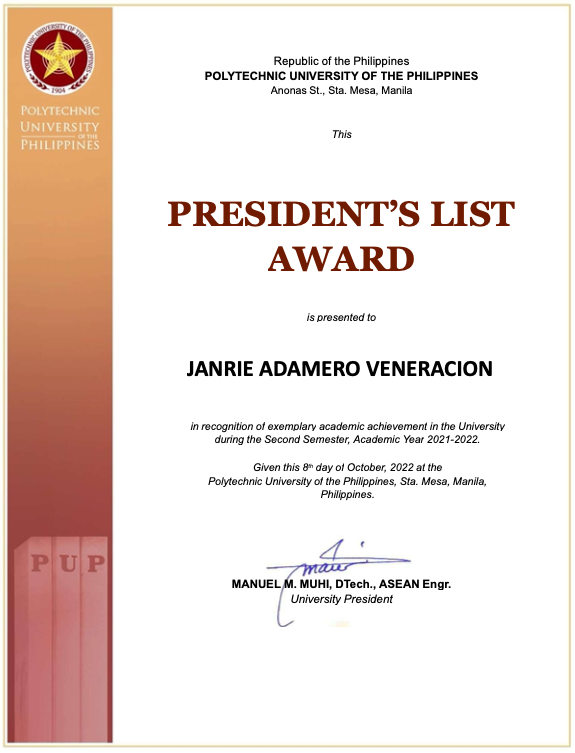 POLYTECHNIC UNIVERSITY OF THE PHILIPPINES
1904
POLYTECHNIC
UNIVERSITY
OF THE
PHILIPPINES
Republic of the Philippines
POLYTECHNIC UNIVERSITY OF THE PHILIPPINES
Anonas St., Sta. Mesa, Manila
This
PRESIDENT’S LIST
AWARD
is presented to
JANRIE ADAMERO VENERACION
in recognition of exemplary academic achievement in the University
during the Second Semester, Academic Year 2021-2022.
Given this 8th day of October, 2022 at the
Polytechnic University of the Philippines, Sta. Mesa, Manila,
Philippines.
MANUEL M. MUHI, DTech., ASEAN Engr.
University President
PUP